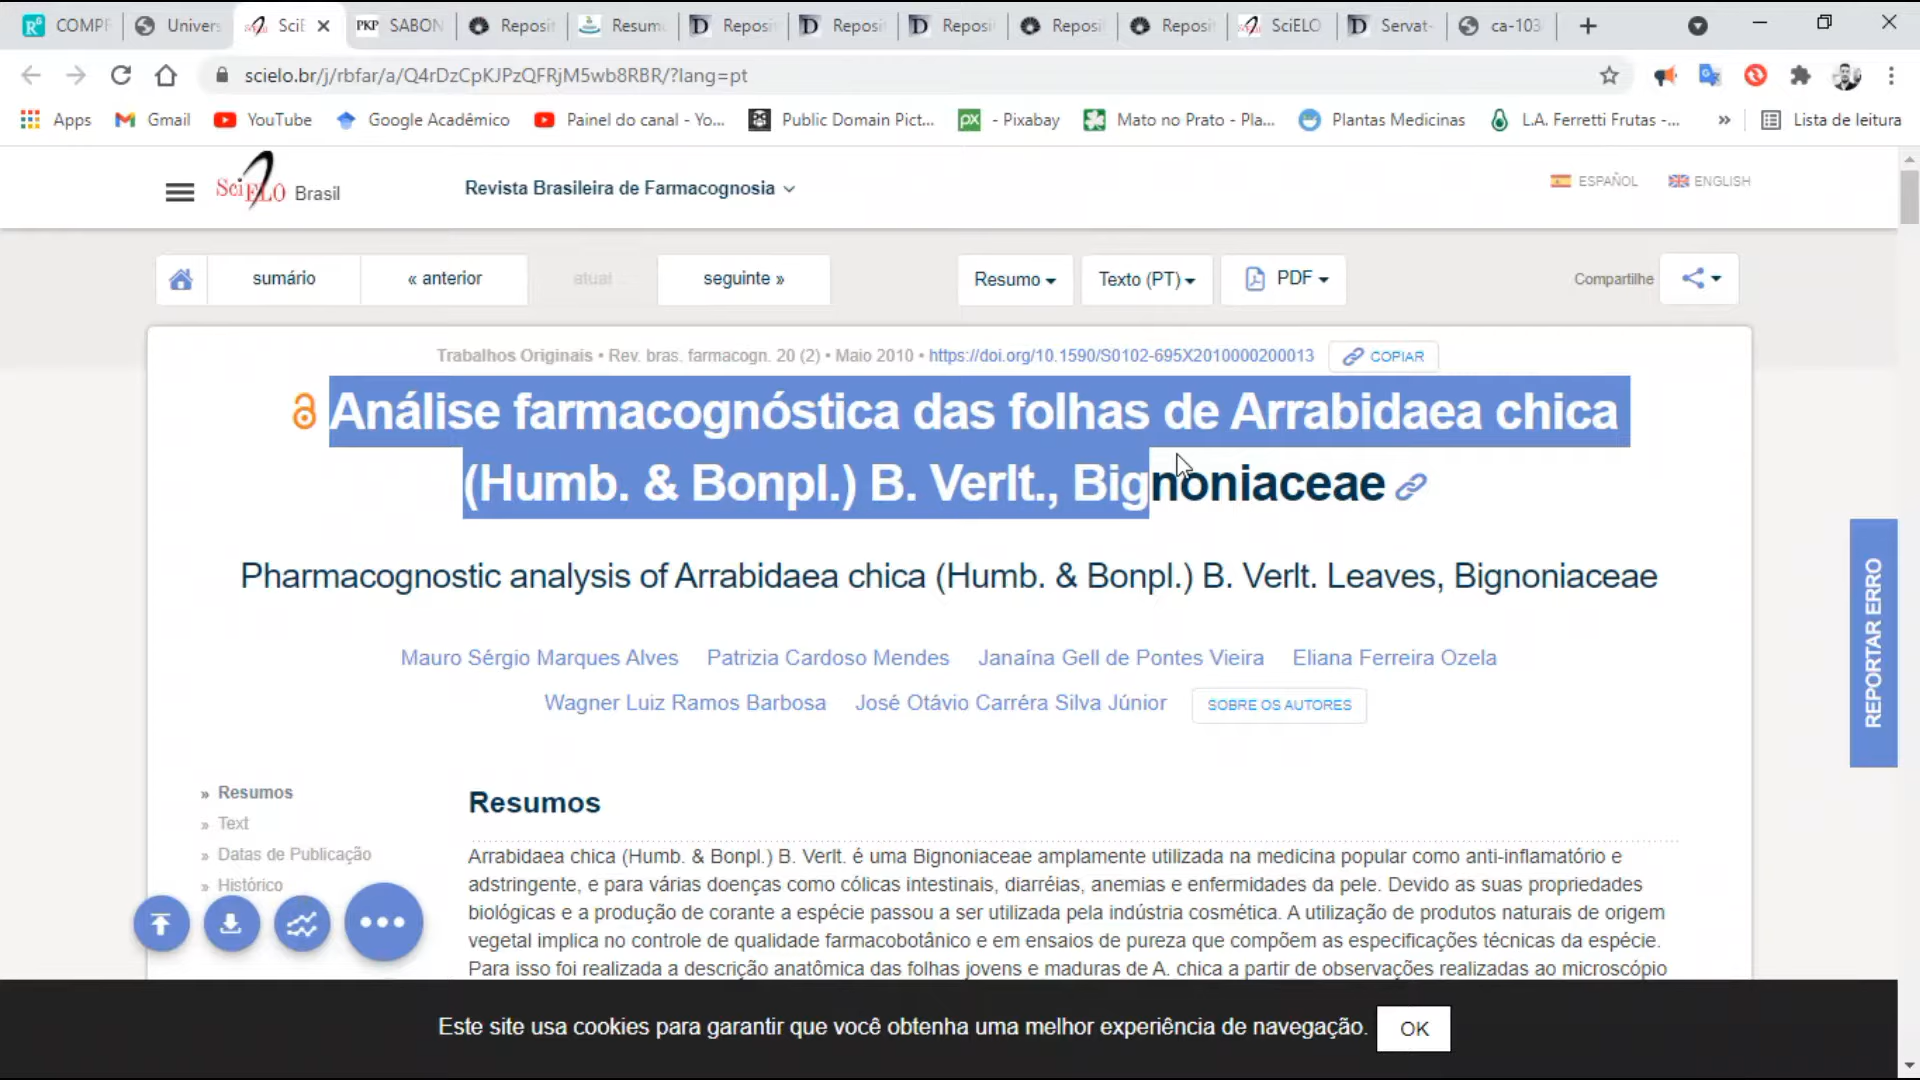 COMPF
Univers
SciE
PKP SABON
Reposit
Resum
D Reposi
D Reposi
D Reposi
Reposi
Reposi
SciELO
D Servat-
ca-103
scielo.br/j/rbfar/a/Q4rDzCpKJPzQFRjM5wb8RBR/?lang=pt
Apps
Gmail
YouTube
Google Acadêmico
Painel do canal - Yo...
Public Domain Pict...
px - Pixabay
Mato no Prato - Pla...
Plantas Medicinas
L.A. Ferretti Frutas -...
»
Lista de leitura
SciELO Brasil
Revista Brasileira de Farmacognosia
ESPAÑOL
ENGLISH
sumário
« anterior
atual
seguinte »
Resumo
Texto (PT)
PDF
Compartilhe
Trabalhos Originais • Rev. bras. farmacogn. 20 (2) • Maio 2010 • https://doi.org/10.1590/S0102-695X2010000200013
COPIAR
Análise farmacognóstica das folhas de Arrabidaea chica
(Humb. & Bonpl.) B. Verlt., Bignoniaceae
Pharmacognostic analysis of Arrabidaea chica (Humb. & Bonpl.) B. Verlt. Leaves, Bignoniaceae
Mauro Sérgio Marques Alves Patrizia Cardoso Mendes Janaína Gell de Pontes Vieira Eliana Ferreira Ozela
Wagner Luiz Ramos Barbosa José Otávio Carréra Silva Júnior SOBRE OS AUTORES
REPORTAR ERRO
» Resumos
» Text
» Datas de Publicação
» Histórico
Resumos
Arrabidaea chica (Humb. & Bonpl.) B. Verlt. é uma Bignoniaceae amplamente utilizada na medicina popular como anti-inflamatório e
adstringente, e para várias doenças como cólicas intestinais, diarréias, anemias e enfermidades da pele. Devido as suas propriedades
biológicas e a produção de corante a espécie passou a ser utilizada pela indústria cosmética. A utilização de produtos naturais de origem
vegetal implica no controle de qualidade farmacobotânico e em ensaios de pureza que compõem as especificações técnicas da espécie.
Para isso foi realizada a descrição anatômica das folhas jovens e maduras de A. chica a partir de observações realizadas ao microscópio
Este site usa cookies para garantir que você obtenha uma melhor experiência de navegação.
OK